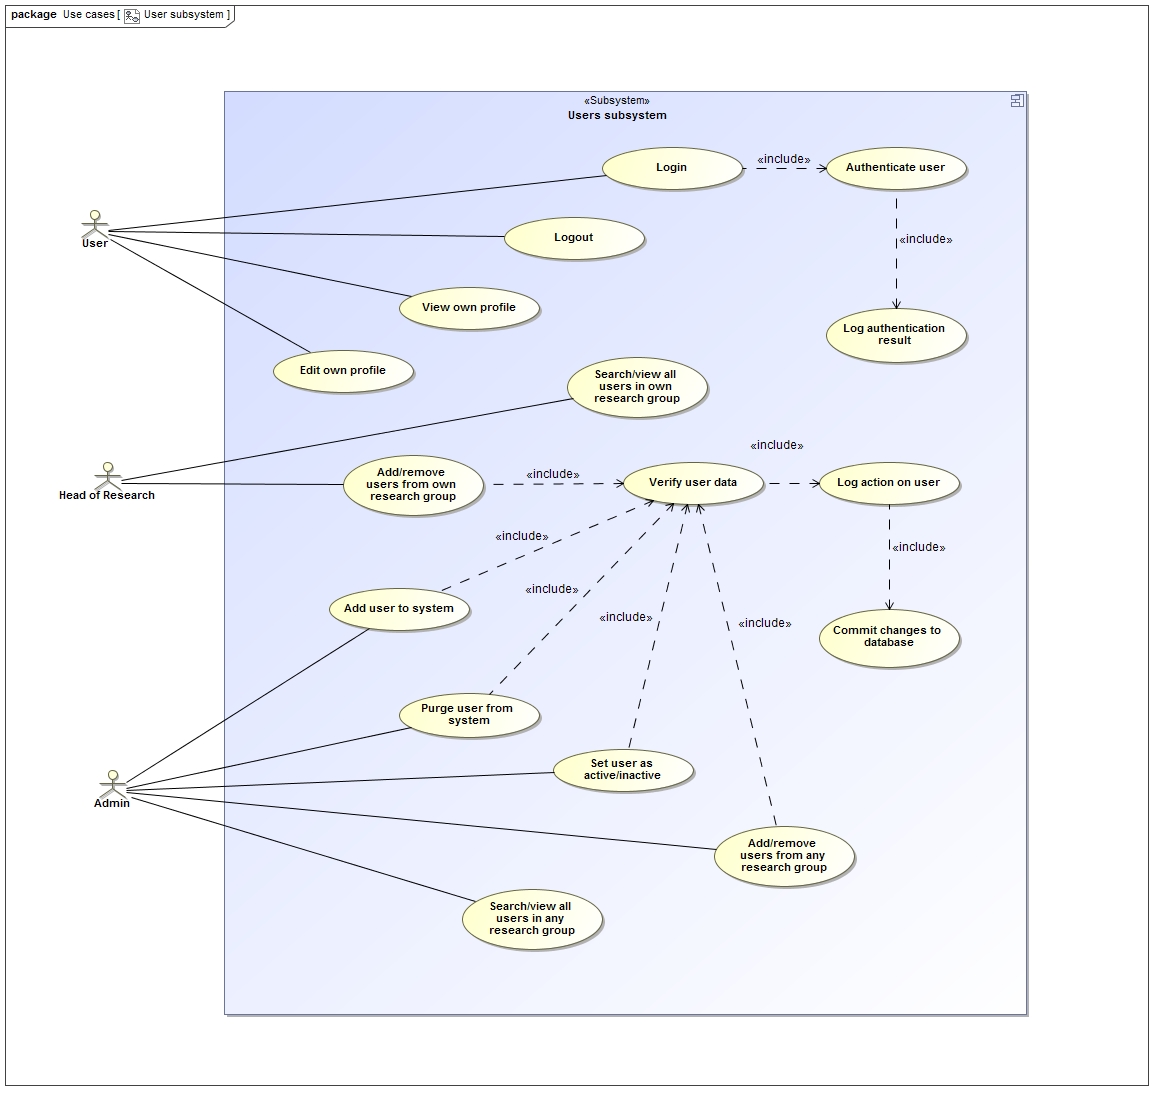 package Use cases [ User subsystem ]
«Subsystem»
Users subsystem
Login
«include»
Authenticate user
User
Logout
«include»
View own profile
Log authentication
result
Edit own profile
Search/view all
users in own
research group
Head of Research
Add/remove
users from own
research group
«include»
Verify user data
«include»
Log action on user
«include»
«include»
«include»
«include»
«include»
Add user to system
Commit changes to
database
Purge user from
system
Set user as
active/inactive
Admin
Add/remove
users from any
research group
Search/view all
users in any
research group